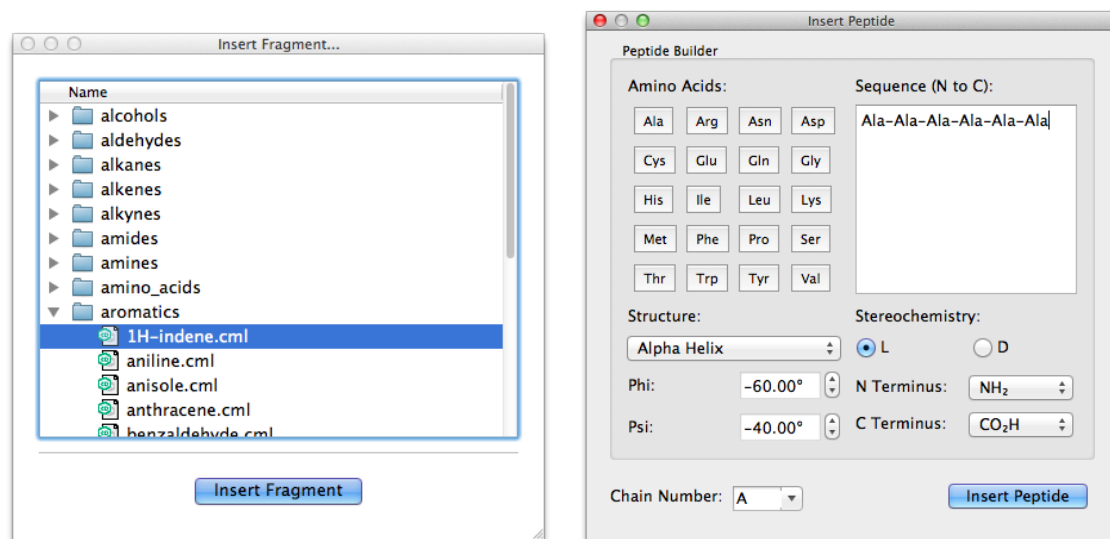 Insert Fragment...
Name
alcohols
aldehydes
alkanes
alkenes
alkynes
amides
amines
amino_acids
aromatics
1H-indene.cml
aniline.cml
anisole.cml
anthracene.cml
benzaldehyde.cml
Insert Fragment
Insert Peptide
Peptide Builder
Amino Acids:
Ala Arg Asn Asp
Cys Glu Gln Gly
His Ile Leu Lys
Met Phe Pro Ser
Thr Trp Tyr Val
Sequence (N to C):
Ala-Ala-Ala-Ala-Ala-Ala
Structure:
Alpha Helix
Phi: -60.00°
Psi: -40.00°
Stereochemistry:
L D
N Terminus: NH₂
C Terminus: CO₂H
Chain Number: A
Insert Peptide